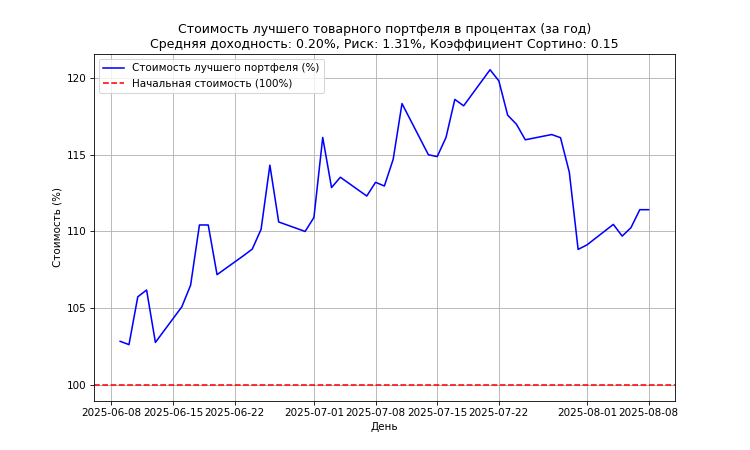 Стоимость лучшего товарного портфеля в процентах (за год)
Средняя доходность: 0.20%, Риск: 1.31%, Коэффициент Сортино: 0.15
Стоимость лучшего портфеля (%)
Начальная стоимость (100%)
Стоимость (%)
120
115
110
105
100
2025-06-08 2025-06-15 2025-06-22 2025-07-01 2025-07-08 2025-07-15 2025-07-22 2025-08-01 2025-08-08
День